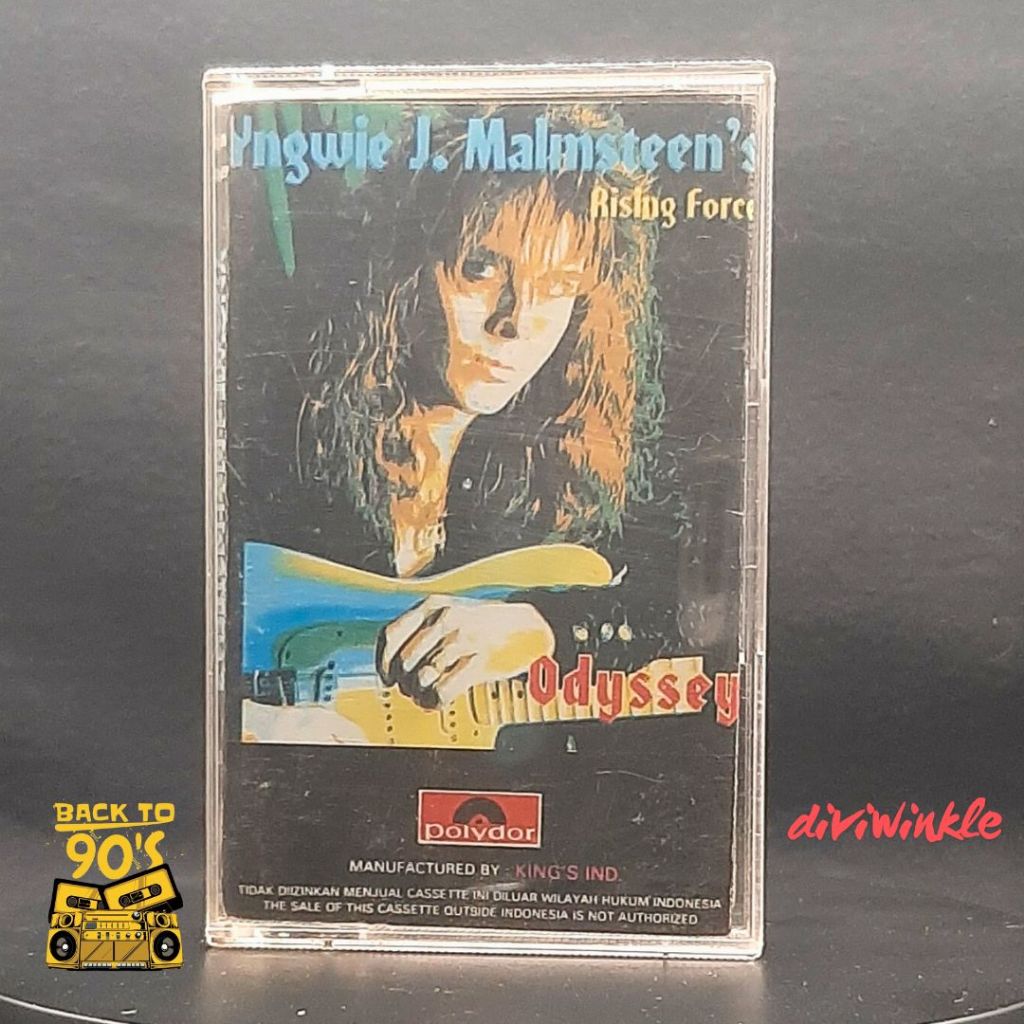 Yngwie J. Malmsteen's
Rising Force
Odyssey
polydor
MANUFACTURED BY : KING'S IND.
TIDAK DIIZINKAN MENJUAL CASSETTE INI DILUAR WILAYAH HUKUM INDONESIA
THE SALE OF THIS CASSETTE OUTSIDE INDONESIA IS NOT AUTHORIZED
BACK TO
90'S
diviwinkle